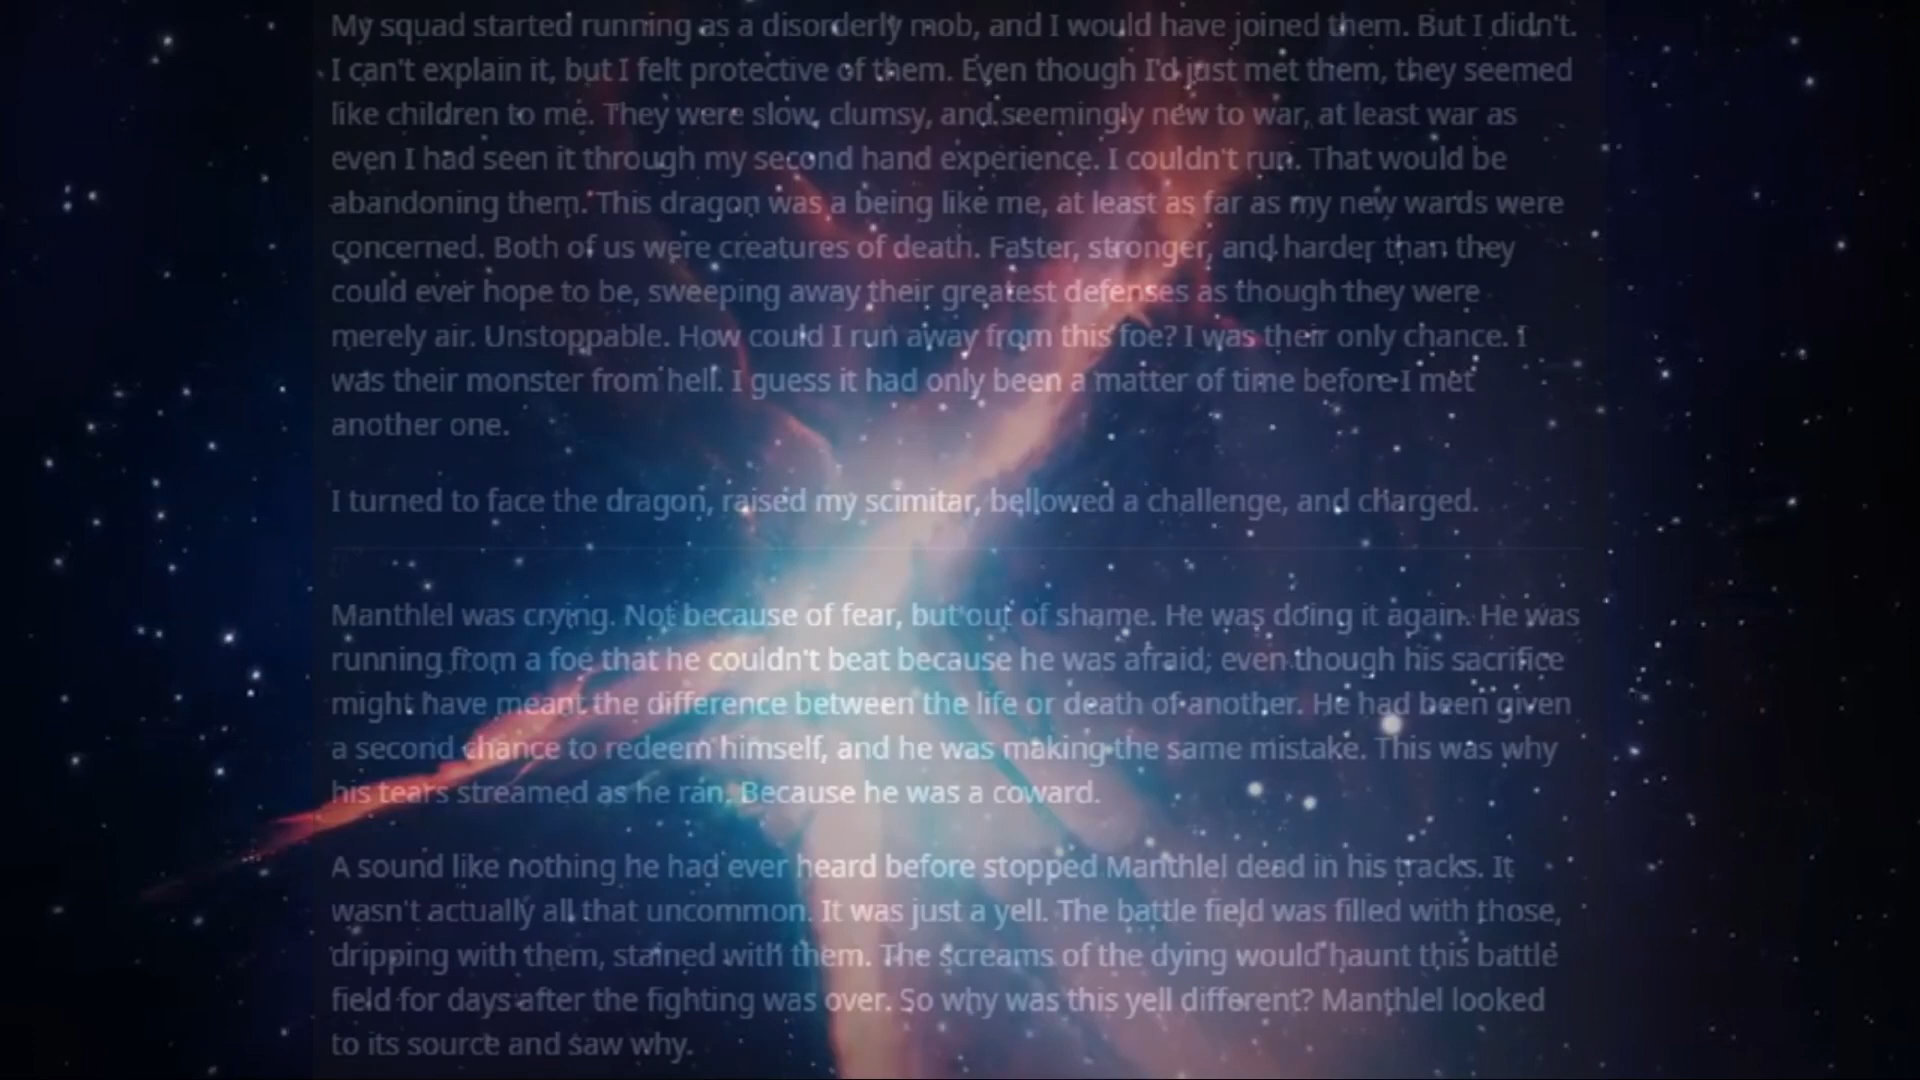 My squad started running as a disorderly mob, and I would have joined them. But I didn't.
I can't explain it, but I felt protective of them. Even though I'd just met them, they seemed
like children to me. They were slow, clumsy, and seemingly new to war, at least war as
even I had seen it through my second hand experience. I couldn't run. That would be
abandoning them. This dragon was a being like me, at least as far as my new wards were
concerned. Both of us were creatures of death. Faster, stronger, and harder than they
could ever hope to be, sweeping away their greatest defenses as though they were
merely air. Unstoppable. How could I run away from this foe? I was their only chance. I
was their monster from hell. I guess it had only been a matter of time before I met
another one.
I turned to face the dragon, raised my scimitar, bellowed a challenge, and charged.
Manthlel was crying. Not because of fear, but out of shame. He was doing it again. He was
running from a foe that he couldn't beat because he was afraid, even though his sacrifice
might have meant the difference between the life or death of another. He had been given
a second chance to redeem himself, and he was making the same mistake. This was why
his tears streamed as he ran. Because he was a coward.
A sound like nothing he had ever heard before stopped Manthlel dead in his tracks. It
wasn't actually all that uncommon. It was just a yell. The battle field was filled with those,
dripping with them, stained with them. The screams of the dying would haunt this battle
field for days after the fighting was over. So why was this yell different? Manthlel looked
to its source and saw why.